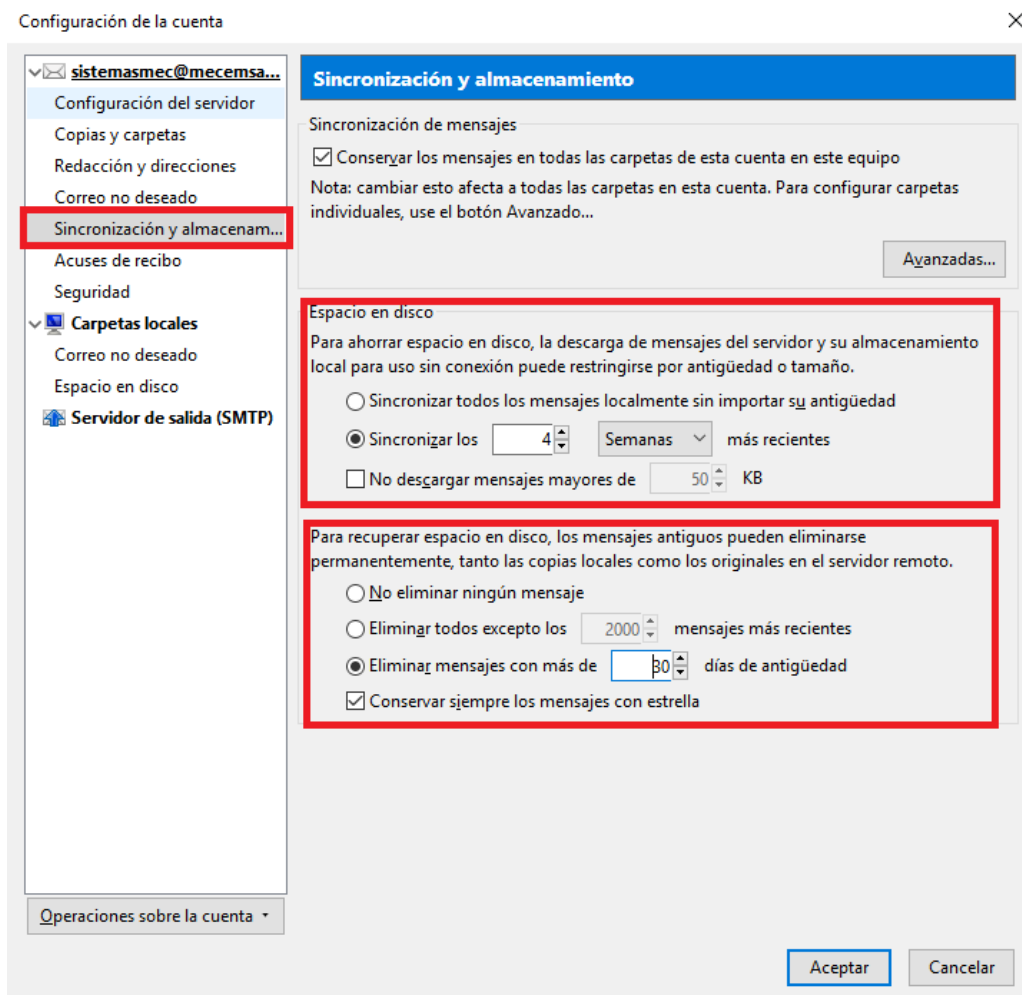 Configuración de la cuenta
sistemasmec@mecemsa...
Configuración del servidor
Copias y carpetas
Redacción y direcciones
Correo no deseado
Sincronización y almacenam...
Acuses de recibo
Seguridad
Carpetas locales
Correo no deseado
Espacio en disco
Servidor de salida (SMTP)
Operaciones sobre la cuenta
Sincronización y almacenamiento
Sincronización de mensajes
Conservar los mensajes en todas las carpetas de esta cuenta en este equipo
Nota: cambiar esto afecta a todas las carpetas en esta cuenta. Para configurar carpetas
individuales, use el botón Avanzado...
Avanzadas...
Espacio en disco
Para ahorrar espacio en disco, la descarga de mensajes del servidor y su almacenamiento
local para uso sin conexión puede restringirse por antigüedad o tamaño.
Sincronizar todos los mensajes localmente sin importar su antigüedad
Sincronizar los 4 Semanas más recientes
No descargar mensajes mayores de 50 KB
Para recuperar espacio en disco, los mensajes antiguos pueden eliminarse
permanentemente, tanto las copias locales como los originales en el servidor remoto.
No eliminar ningún mensaje
Eliminar todos excepto los 2000 mensajes más recientes
Eliminar mensajes con más de 30 días de antigüedad
Conservar siempre los mensajes con estrella
Aceptar Cancelar